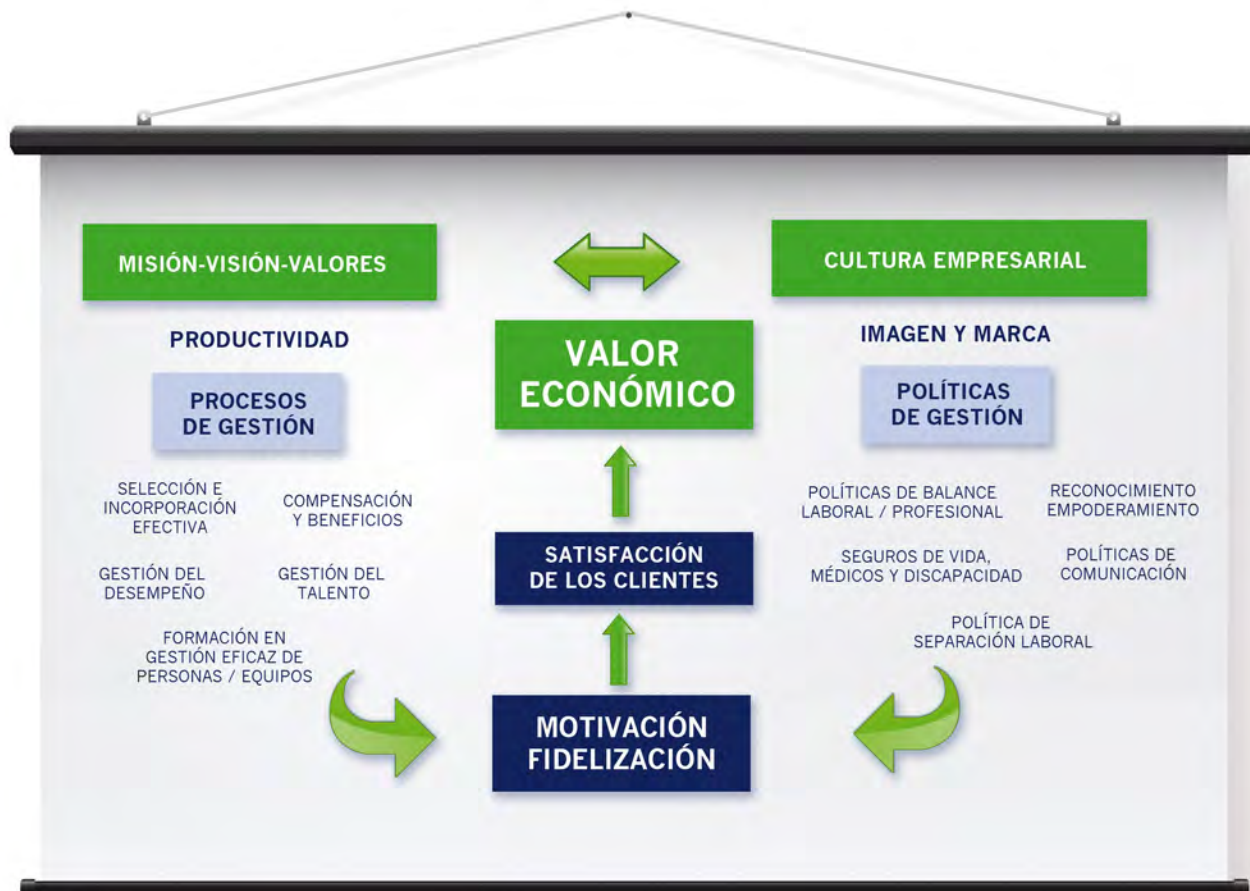 MISIÓN-VISIÓN-VALORES
PRODUCTIVIDAD
PROCESOS
DE GESTIÓN
SELECCIÓN E
INCORPORACIÓN
EFECTIVA
COMPENSACIÓN
Y BENEFICIOS
GESTIÓN DEL
DESEMPEÑO
GESTIÓN DEL
TALENTO
FORMACIÓN EN
GESTIÓN EFICAZ DE
PERSONAS / EQUIPOS
VALOR
ECONÓMICO
SATISFACCIÓN
DE LOS CLIENTES
MOTIVACIÓN
FIDELIZACIÓN
CULTURA EMPRESARIAL
IMAGEN Y MARCA
POLÍTICAS
DE GESTIÓN
POLÍTICAS DE BALANCE
LABORAL / PROFESIONAL
RECONOCIMIENTO
EMPODERAMIENTO
SEGUROS DE VIDA,
MÉDICOS Y DISCAPACIDAD
POLÍTICAS DE
COMUNICACIÓN
POLÍTICA DE
SEPARACIÓN LABORAL